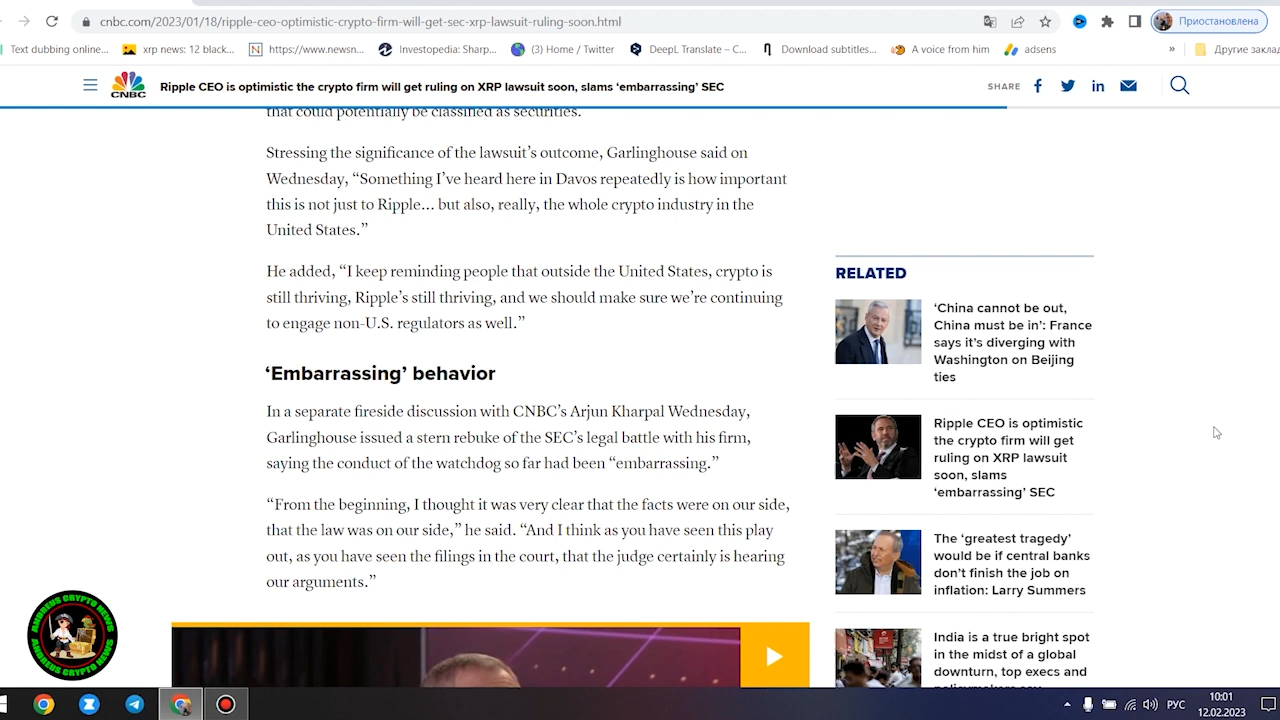 cnbc.com/2023/01/18/ripple-ceo-optimistic-crypto-firm-will-get-sec-xrp-lawsuit-ruling-soon.html
Приостановлена
Text dubbing online...
xrp news: 12 black...
https://www.newsn...
Investopedia: Sharp...
(3) Home / Twitter
DeepL Translate – C...
Download subtitles...
A voice from him
adsens
»
Другие закла
CNBC
Ripple CEO is optimistic the crypto firm will get ruling on XRP lawsuit soon, slams ‘embarrassing’ SEC
SHARE
that could potentially be classified as securities.
Stressing the significance of the lawsuit’s outcome, Garlinghouse said on
Wednesday, “Something I’ve heard here in Davos repeatedly is how important
this is not just to Ripple… but also, really, the whole crypto industry in the
United States.”
He added, “I keep reminding people that outside the United States, crypto is
still thriving, Ripple’s still thriving, and we should make sure we’re continuing
to engage non-U.S. regulators as well.”
‘Embarrassing’ behavior
In a separate fireside discussion with CNBC’s Arjun Kharpal Wednesday,
Garlinghouse issued a stern rebuke of the SEC’s legal battle with his firm,
saying the conduct of the watchdog so far had been “embarrassing.”
“From the beginning, I thought it was very clear that the facts were on our side,
that the law was on our side,” he said. “And I think as you have seen this play
out, as you have seen the filings in the court, that the judge certainly is hearing
our arguments.”
RELATED
‘China cannot be out,
China must be in’: France
says it’s diverging with
Washington on Beijing
ties
Ripple CEO is optimistic
the crypto firm will get
ruling on XRP lawsuit
soon, slams
‘embarrassing’ SEC
The ‘greatest tragedy’
would be if central banks
don’t finish the job on
inflation: Larry Summers
India is a true bright spot
in the midst of a global
downturn, top execs and
policymakers say
ANDREUS CRYPTO NEWS
ANDREUS CRYPTO NEWS
РУС
10:01
12.02.2023